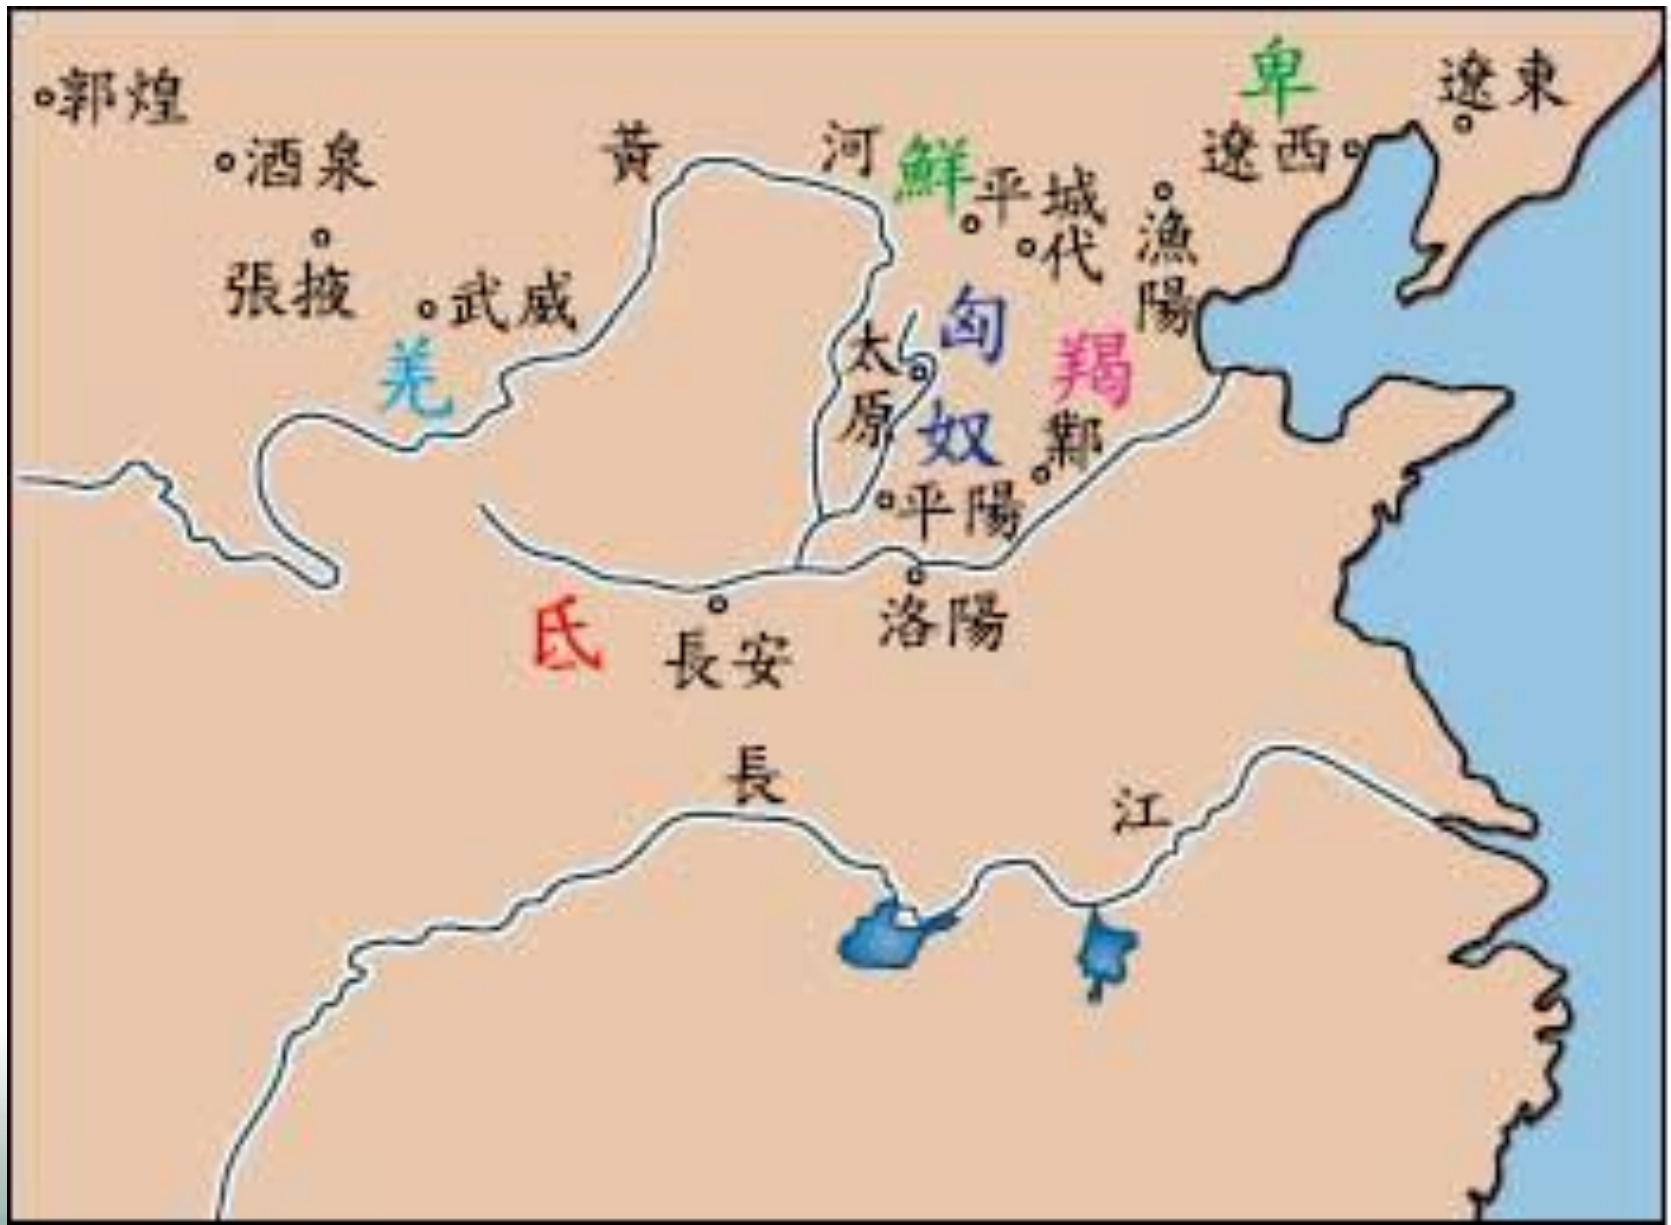 郭煌
酒泉
張掖
武威
羌
黃河
鮮卑
平城
代
漁陽
遼西
遼東
匈奴
羯
太原
鄴
平陽
洛陽
長安
氐
長江